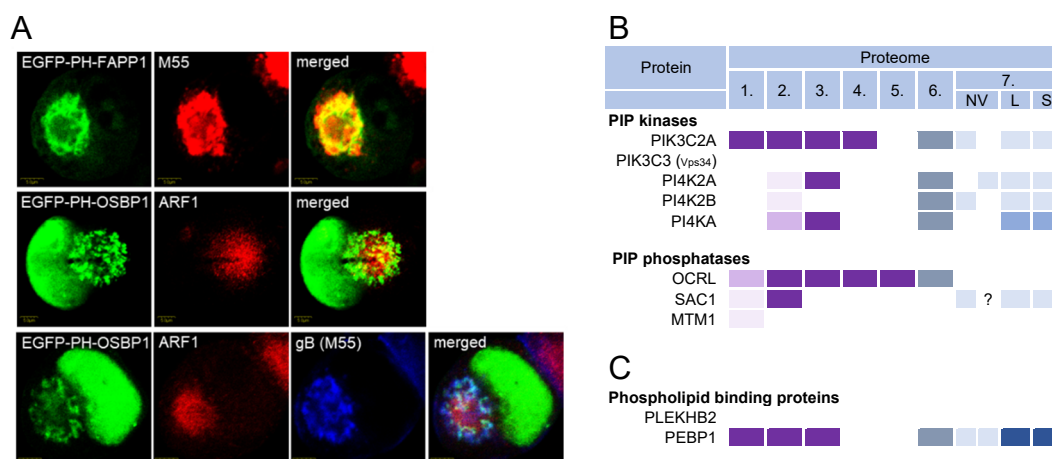 A
EGFP-PH-FAPP1 M55 merged
EGFP-PH-OSBP1 ARF1 merged
EGFP-PH-OSBP1 ARF1 gB (M55) merged
B
Protein Proteome
1. 2. 3. 4. 5. 6. 7.
NV L S
PIP kinases
PIK3C2A
PIK3C3 (Vps34)
PI4K2A
PI4K2B
PI4KA
PIP phosphatases
OCRL
SAC1 ?
MTM1
C
Phospholipid binding proteins
PLEKHB2
PEBP1